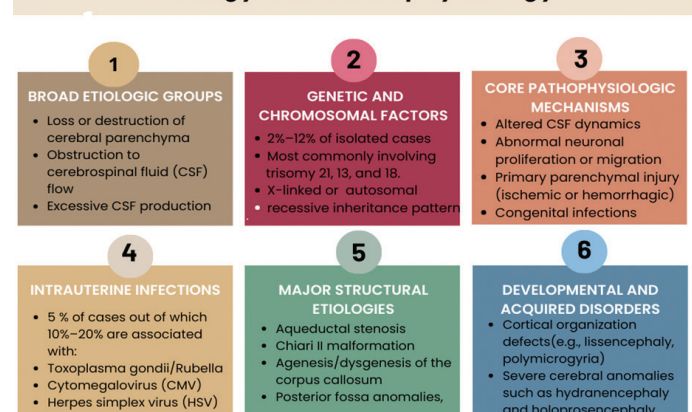 1
BROAD ETIOLOGIC GROUPS
• Loss or destruction of
cerebral parenchyma
• Obstruction to
cerebrospinal fluid (CSF)
flow
• Excessive CSF production
2
GENETIC AND
CHROMOSOMAL FACTORS
• 2%–12% of isolated cases
• Most commonly involving
trisomy 21, 13, and 18.
• X-linked or autosomal
• recessive inheritance pattern
3
CORE PATHOPHYSIOLOGIC
MECHANISMS
• Altered CSF dynamics
• Abnormal neuronal
proliferation or migration
• Primary parenchymal injury
(ischemic or hemorrhagic)
• Congenital infections
4
INTRAUTERINE INFECTIONS
• 5 % of cases out of which
10%–20% are associated
with:
• Toxoplasma gondii/Rubella
• Cytomegalovirus (CMV)
• Herpes simplex virus (HSV)
5
MAJOR STRUCTURAL
ETIOLOGIES
• Aqueductal stenosis
• Chiari II malformation
• Agenesis/dysgenesis of the
corpus callosum
• Posterior fossa anomalies,
6
DEVELOPMENTAL AND
ACQUIRED DISORDERS
• Cortical organization
defects(e.g., lissencephaly,
polymicrogyria)
• Severe cerebral anomalies
such as hydranencephaly
and holoprosencephaly